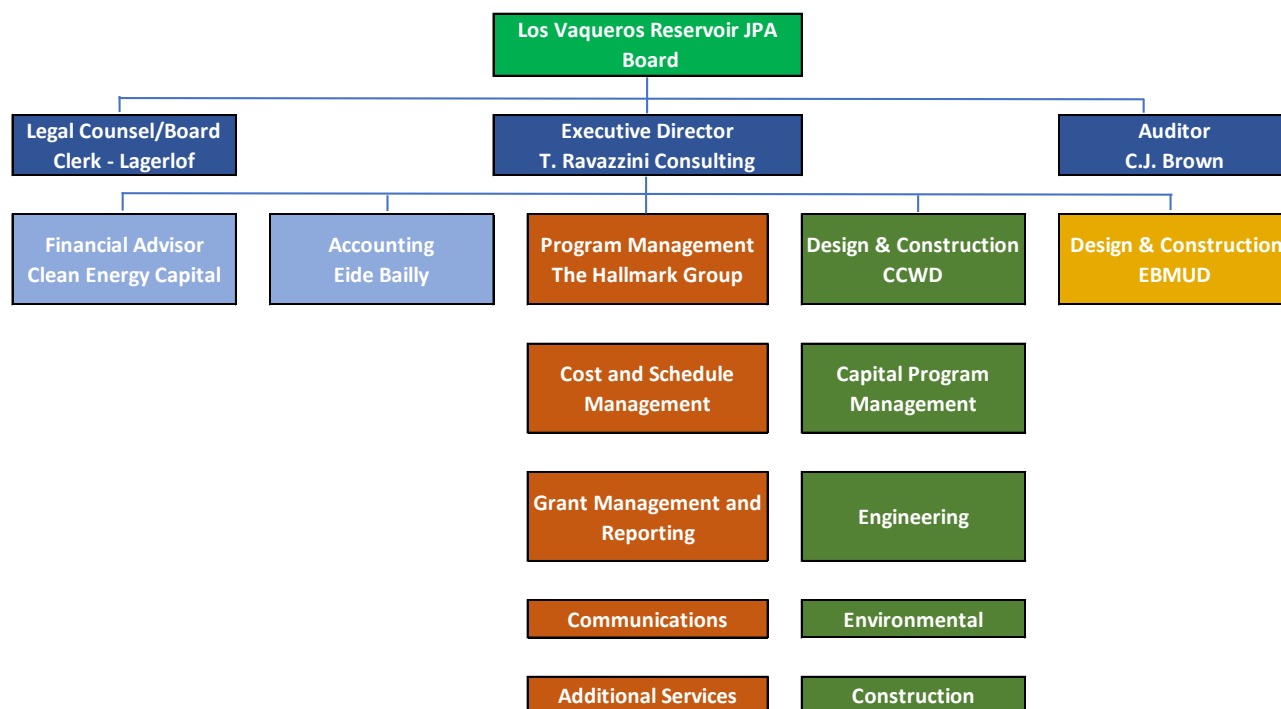 Los Vaqueros Reservoir JPA
Board
Legal Counsel/Board
Clerk - Lagerlof
Executive Director
T. Ravazzini Consulting
Auditor
C.J. Brown
Financial Advisor
Clean Energy Capital
Accounting
Eide Bailly
Program Management
The Hallmark Group
Design & Construction
CCWD
Design & Construction
EBMUD
Cost and Schedule
Management
Capital Program
Management
Grant Management and
Reporting
Engineering
Communications
Environmental
Additional Services
Construction